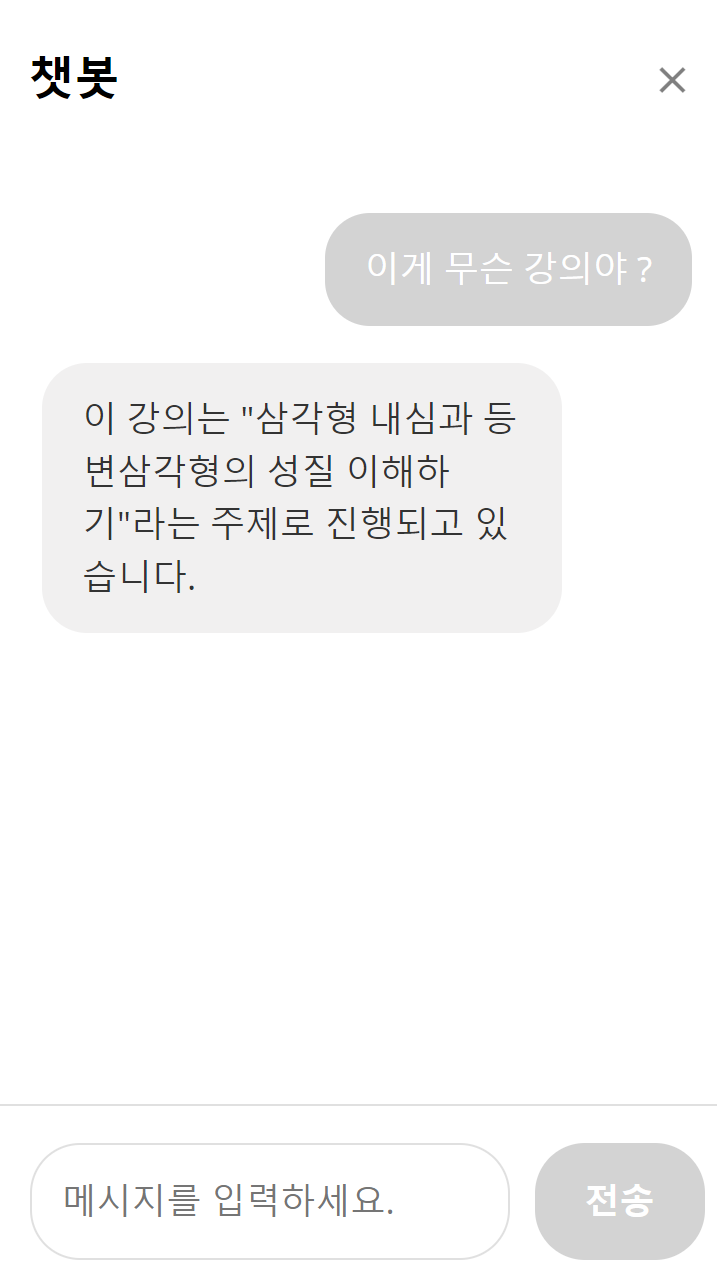 챗봇
이게 무슨 강의야 ?
이 강의는 "삼각형 내심과 등
변삼각형의 성질 이해하
기"라는 주제로 진행되고 있
습니다.
메시지를 입력하세요.
전송